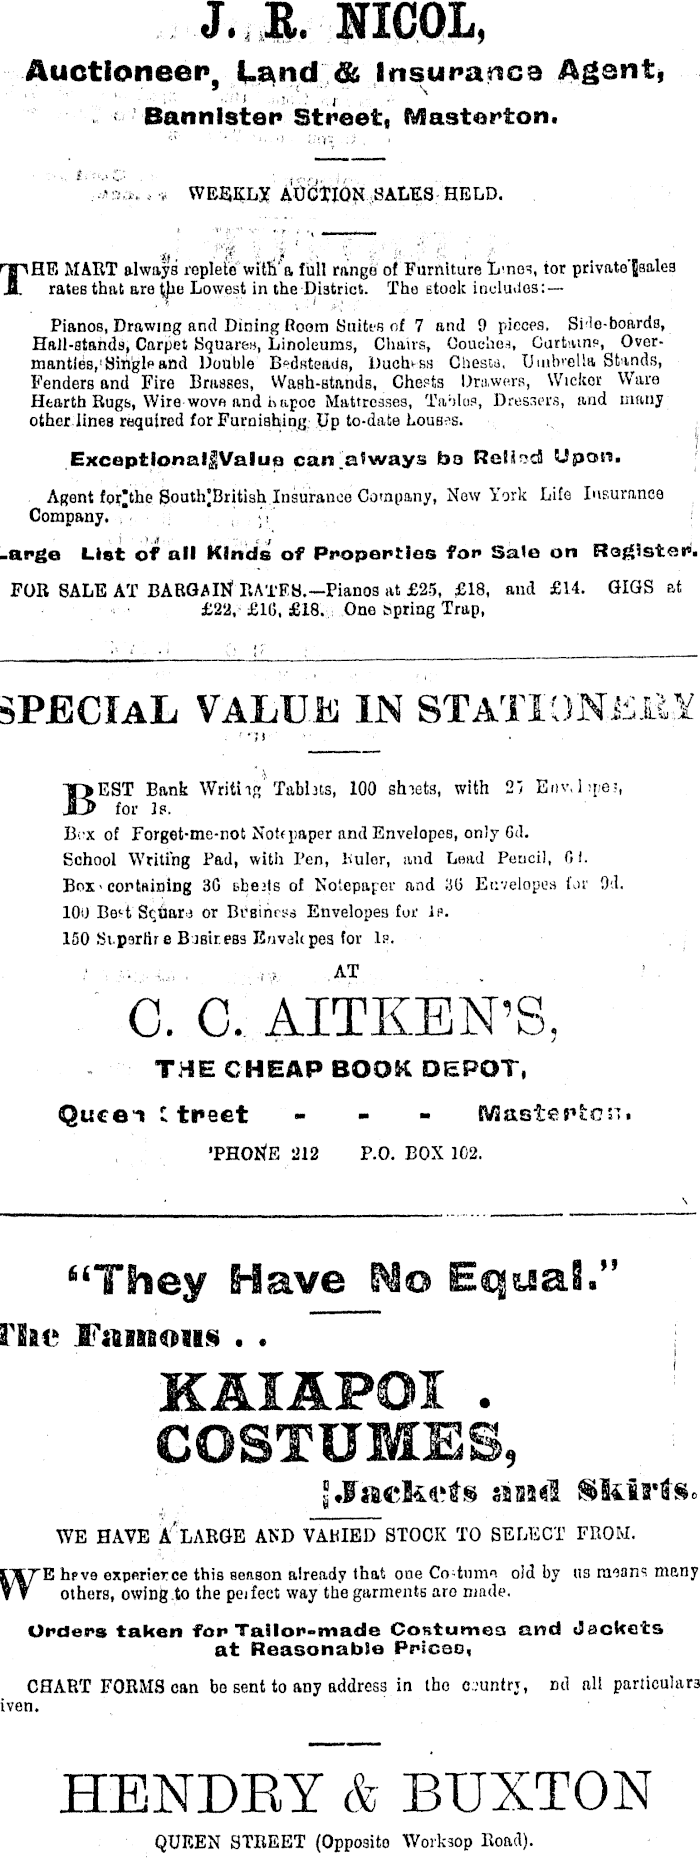 J. R. NICOL,
Auctioneer, Land & Insurance Agent,
Bannister Street, Masterton.
WEEKLY AUCTION SALES HELD.
THE MART always replete with a full range of Furniture Lines, tor private sales
rates that are the Lowest in the District. The stock includes:—
Pianos, Drawing and Dining Room Suites of 7 and 9 pieces. Side-boards,
Hall-stands, Carpet Squares, Linoleums, Chairs, Couches, Curtains, Over-
mantles, Single and Double Bedsteads, Duchess Chests, Umbrella Stands,
Fenders and Fire Brasses, Wash-stands, Chests Drawers, Wicker Ware
Hearth Rugs, Wire wove and kapoc Mattresses, Tables, Dressers, and many
other lines required for Furnishing Up to-date Louses.
Exceptional Value can always be Relied Upon.
Agent for the South British Insurance Company, New York Life Insurance
Company.
Large List of all Kinds of Properties for Sale on Register.
FOR SALE AT BARGAIN RATES.—Pianos at £25, £18, and £14. GIGS at
£22, £16, £18. One Spring Trap,
SPECIAL VALUE IN STATIONERY
BEST Bank Writing Tablets, 100 sheets, with 25 Envelopes,
for 1s.
Box of Forget-me-not Notepaper and Envelopes, only 6d.
School Writing Pad, with Pen, Ruler, and Lead Pencil, 6d.
Box containing 36 sheets of Notepaper and 36 Envelopes for 9d.
100 Best Square or Business Envelopes for 1s.
150 Superfine Business Envelopes for 1s.
AT
C. C. AITKEN'S,
THE CHEAP BOOK DEPOT,
Queen Street - - - Masterton.
'PHONE 212 P.O. BOX 102.
"They Have No Equal."
The Famous . .
KAIAPOI .
COSTUMES,
Jackets and Skirts.
WE HAVE A LARGE AND VARIED STOCK TO SELECT FROM.
WE have experience this season already that one Costume old by us means many
others, owing to the perfect way the garments are made.
Orders taken for Tailor-made Costumes and Jackets
at Reasonable Prices,
CHART FORMS can be sent to any address in the country, nd all particulars
iven.
HENDRY & BUXTON
QUEEN STREET (Opposite Worksop Road).